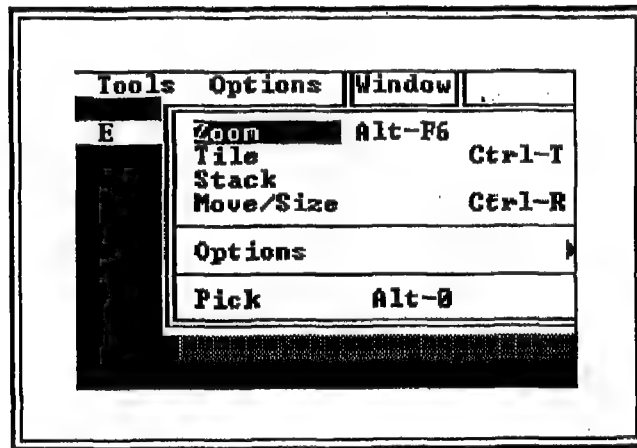 Tools Options Window
E
Zoom Alt-F6
Tile Ctrl-T
Stack
Move/Size Ctrl-R
Options
Pick Alt-0